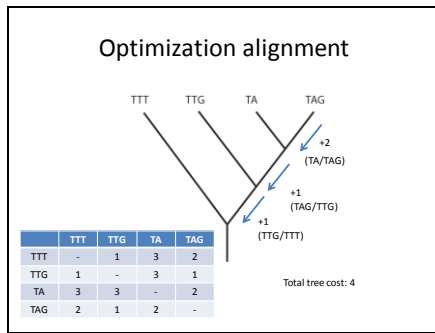 Optimization alignment
TTT TTG TA TAG
+2
(TA/TAG)
+1
(TAG/TTG)
+1
(TTG/TTT)
TTT TTG TA TAG
TTT - 1 3 2
TTG 1 - 3 1
TA 3 3 - 2
TAG 2 1 2 -
Total tree cost: 4